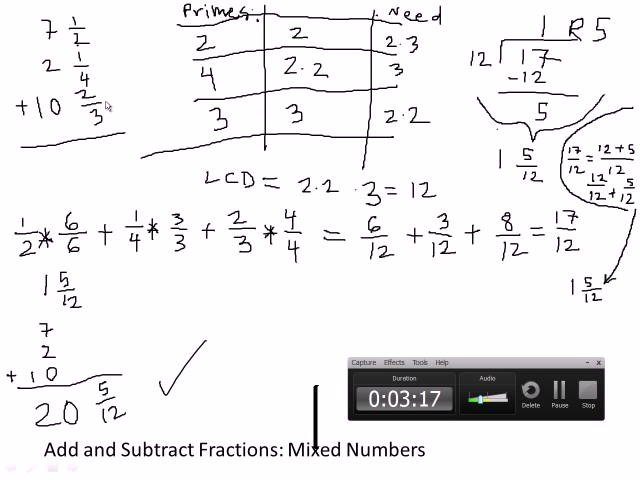 7 1/2
2 1/4
+ 10 2/3
Primes: Need
2 2 2·3
4 2·2 3
3 3 2·2
LCD = 2·2 ·3 = 12
1 R 5
12 17
-12
5
1 5/12
17/12 = 12+5/12
12/12 + 5/12
1 5/12
1/2 * 6/6 + 1/4 * 3/3 + 2/3 * 4/4 = 6/12 + 3/12 + 8/12 = 17/12
1 5/12
7
2
+ 10
20 5/12
Capture Effects Tools Help
Duration Audio
0:03:17
Delete Pause Stop
Add and Subtract Fractions: Mixed Numbers